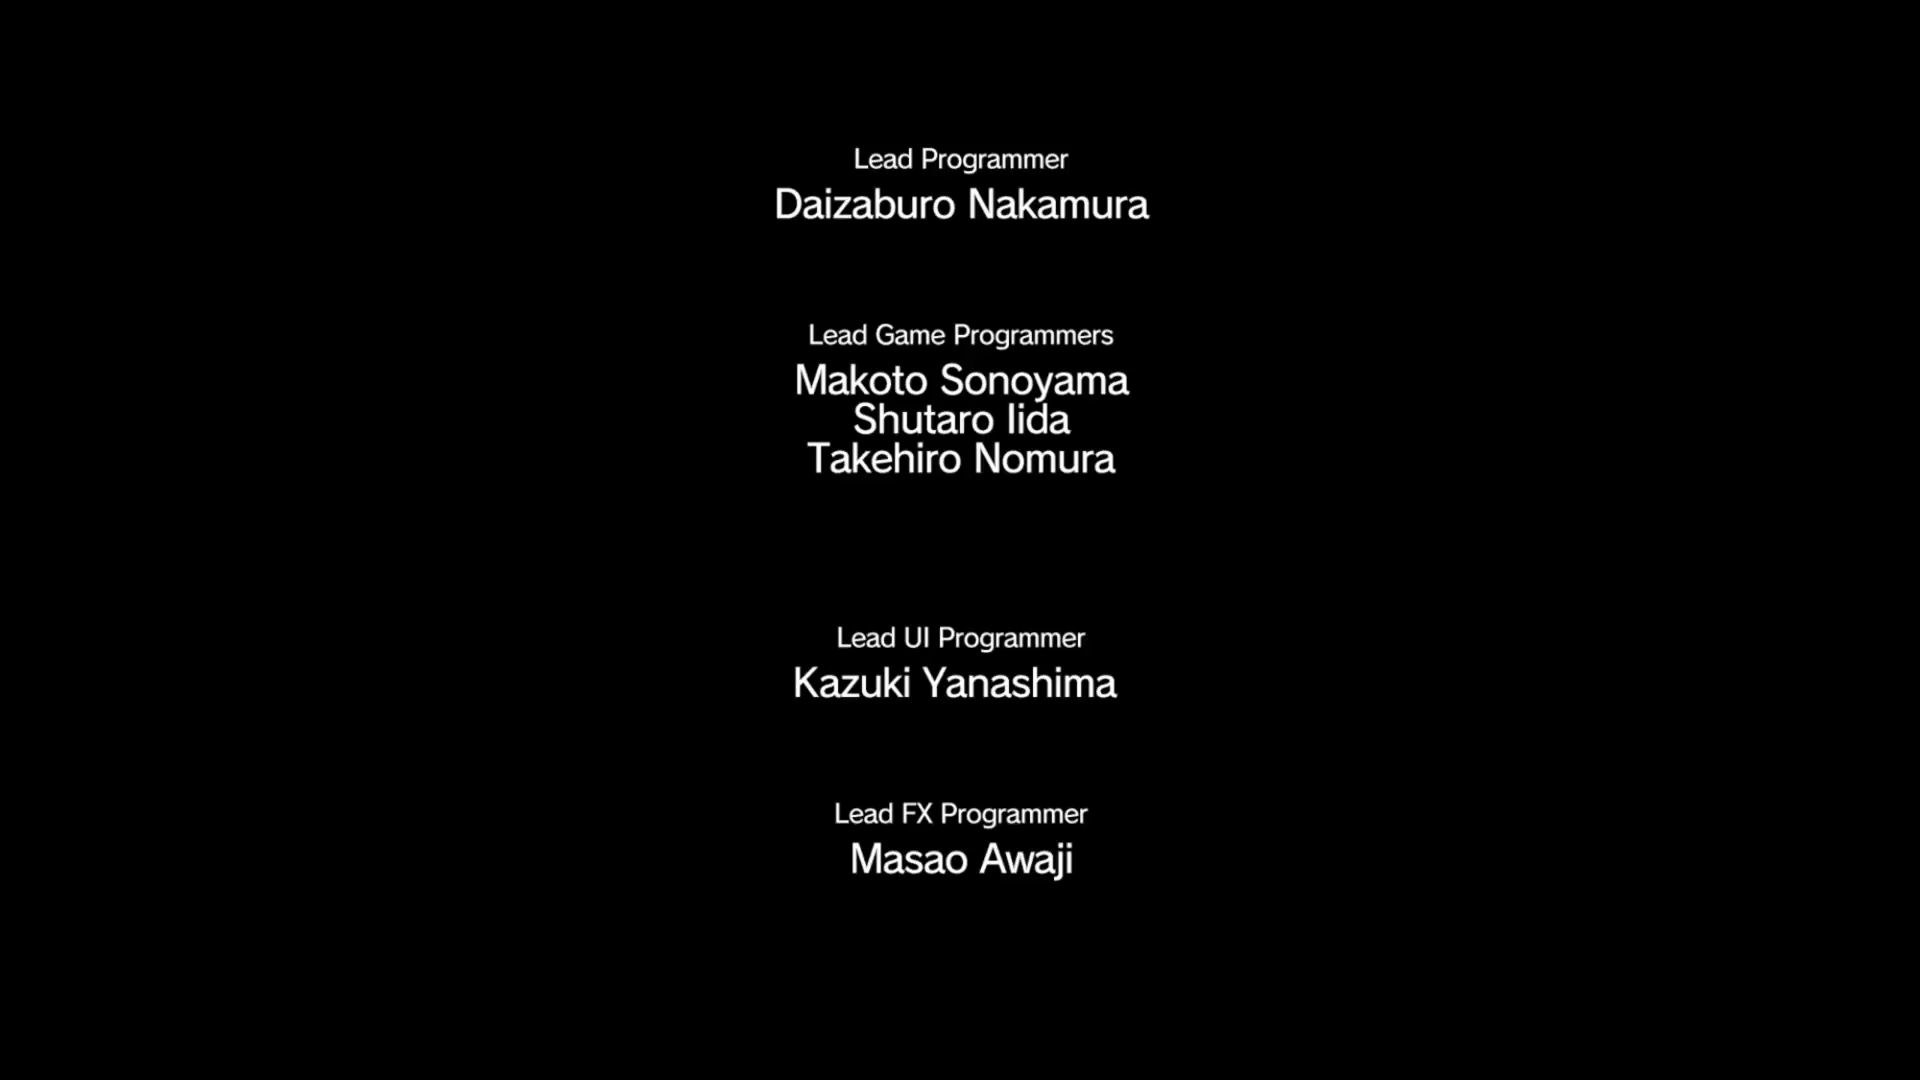 Lead Programmer
Daizaburo Nakamura
Lead Game Programmers
Makoto Sonoyama
Shutaro Iida
Takehiro Nomura
Lead UI Programmer
Kazuki Yanashima
Lead FX Programmer
Masao Awaji